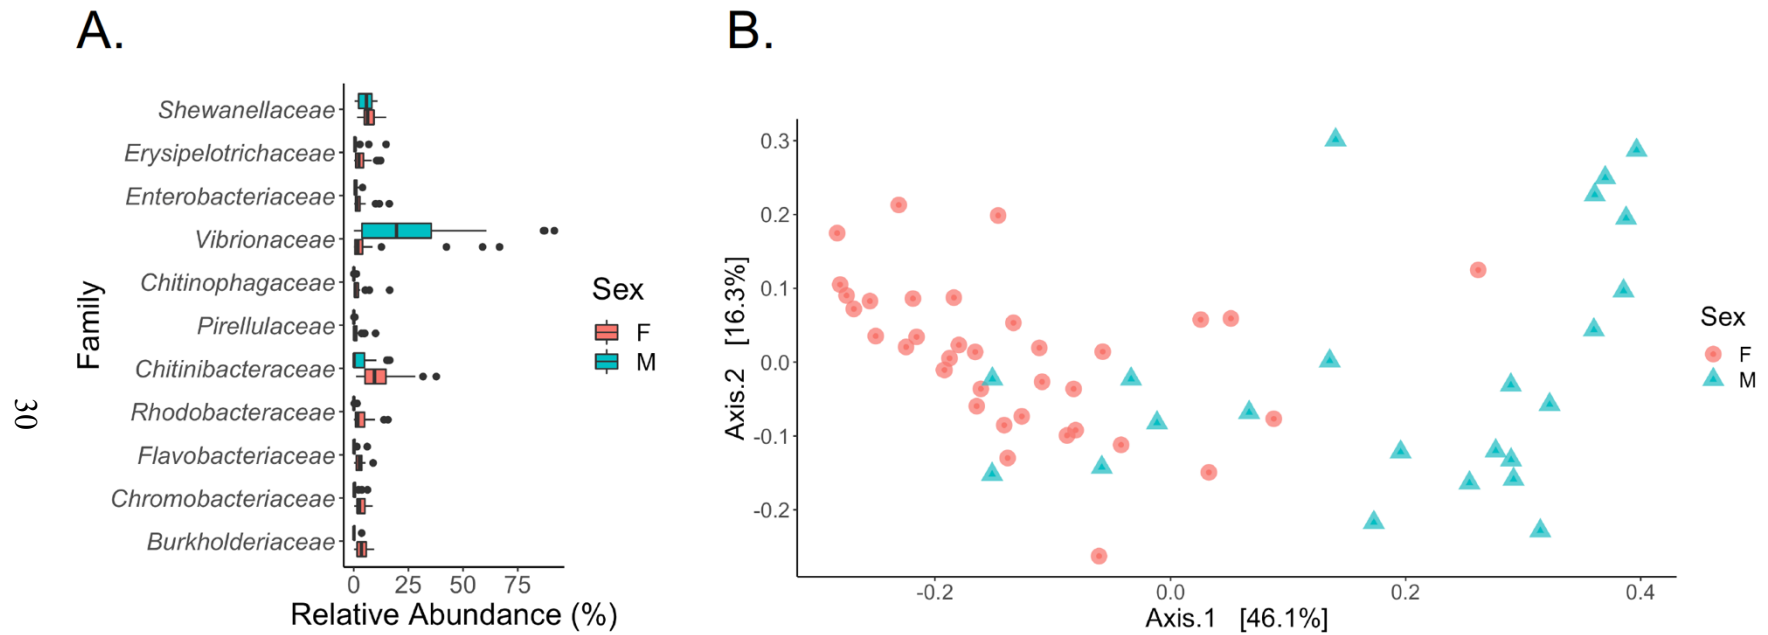 A.
Family
Shewanellaceae
Erysipelotrichaceae
Enterobacteriaceae
Vibrionaceae
Chitinophagaceae
Pirellulaceae
Chitinibacteraceae
Rhodobacteraceae
Flavobacteriaceae
Chromobacteriaceae
Burkholderiaceae
0 25 50 75
Relative Abundance (%)
Sex
F
M
30
B.
Axis.2 [16.3%]
0.3
0.2
0.1
0.0
-0.1
-0.2
-0.2 0.0 0.2 0.4
Axis.1 [46.1%]
Sex
F
M